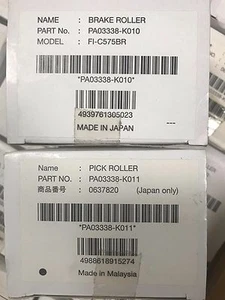 Name : BRAKE ROLLER
PART No. : PA03338-K010
MODEL : FI-C575BR
*PA03338-K010*
4939761305023
MADE IN JAPAN
Name : PICK ROLLER
PART NO. : PA03338-K011
商品番号 : 0637820 (Japan only)
*PA03338-K011*
4988618915274
Made in Malaysia